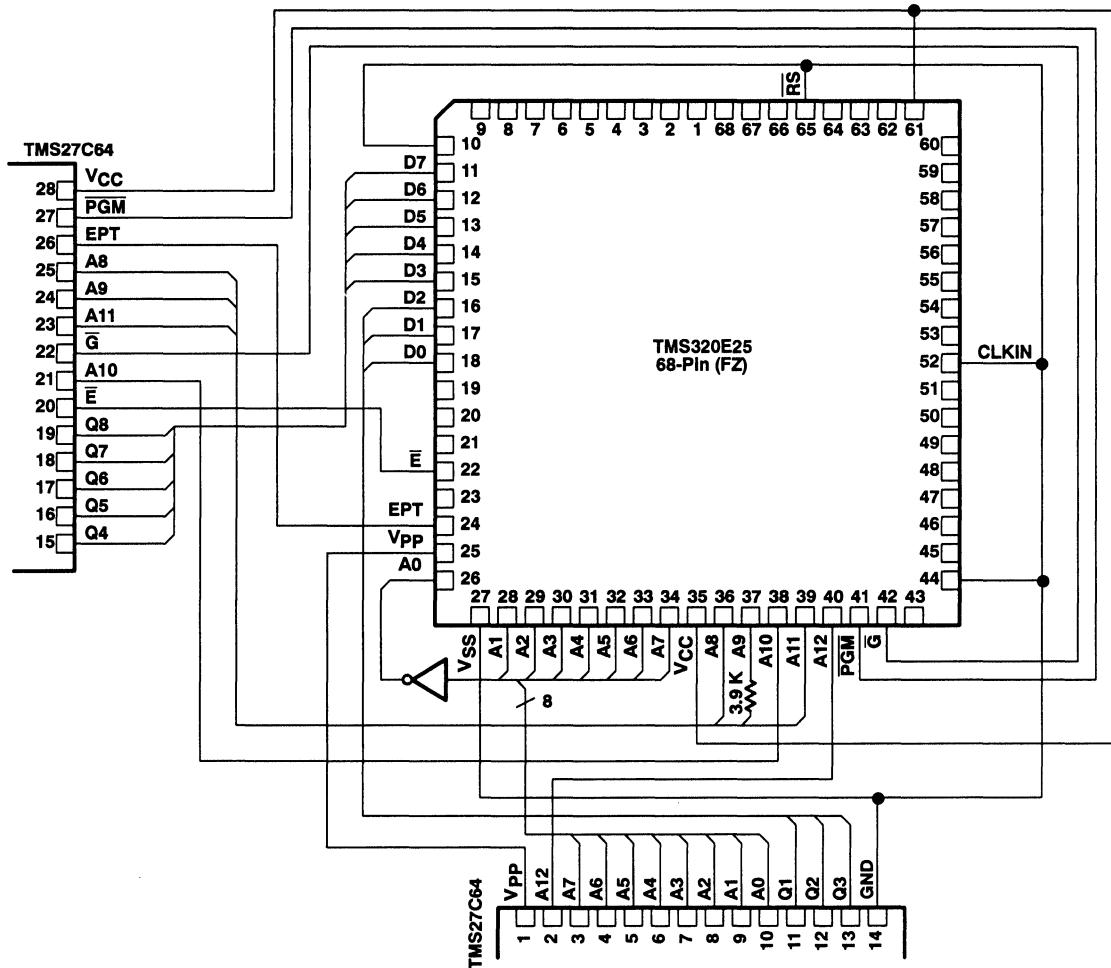 TMS27C64
28 VCC
27 PGM
26 EPT
25 A8
24 A9
23 A11
22 G
21 A10
20 E
19 Q8
18 Q7
17 Q6
16 Q5
15 Q4
RS
9 8 7 6 5 4 3 2 1 68 67 66 65 64 63 62 61
10
D7 11
D6 12
D5 13
D4 14
D3 15
D2 16
D1 17
D0 18
19
20
21
E 22
23
EPT 24
VPP 25
A0 26
TMS320E25
68-Pin (FZ)
60
59
58
57
56
55
54
53
52 CLKIN
51
50
49
48
47
46
45
44
27 28 29 30 31 32 33 34 35 36 37 38 39 40 41 42 43
VSS A1 A2 A3 A4 A5 A6 A7 VCC A8 A9 A10 A11 A12 PGM G
8
3.9 K
VPP A12 A7 A6 A5 A4 A3 A2 A1 A0 Q1 Q2 Q3 GND
TMS27C64
1 2 3 4 5 6 7 8 9 10 11 12 13 14